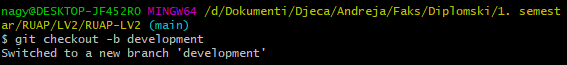 nagy@DESKTOP-JF452RO MINGW64 /d/Dokumenti/Djeca/Andreja/Faks/Diplomski/1. semest
ar/RUAP/LV2/RUAP-LV2 (main)
$ git checkout -b development
Switched to a new branch 'development'